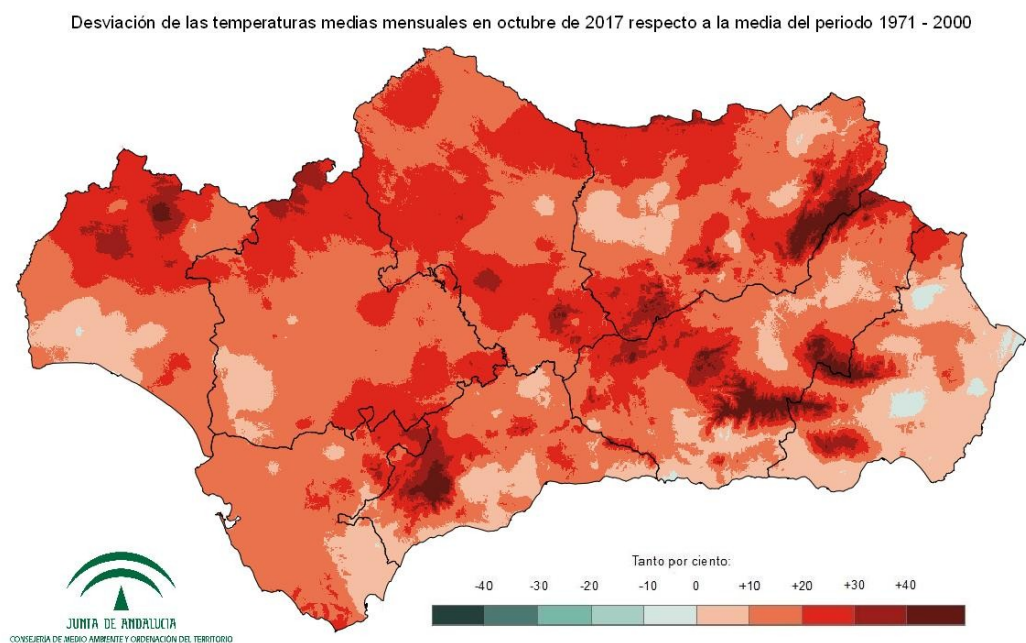 Desviación de las temperaturas medias mensuales en octubre de 2017 respecto a la media del periodo 1971 - 2000
Tanto por ciento:
-40 -30 -20 -10 0 +10 +20 +30 +40
JUNTA DE ANDALUCIA
CONSEJERÍA DE MEDIO AMBIENTE Y ORDENACIÓN DEL TERRITORIO